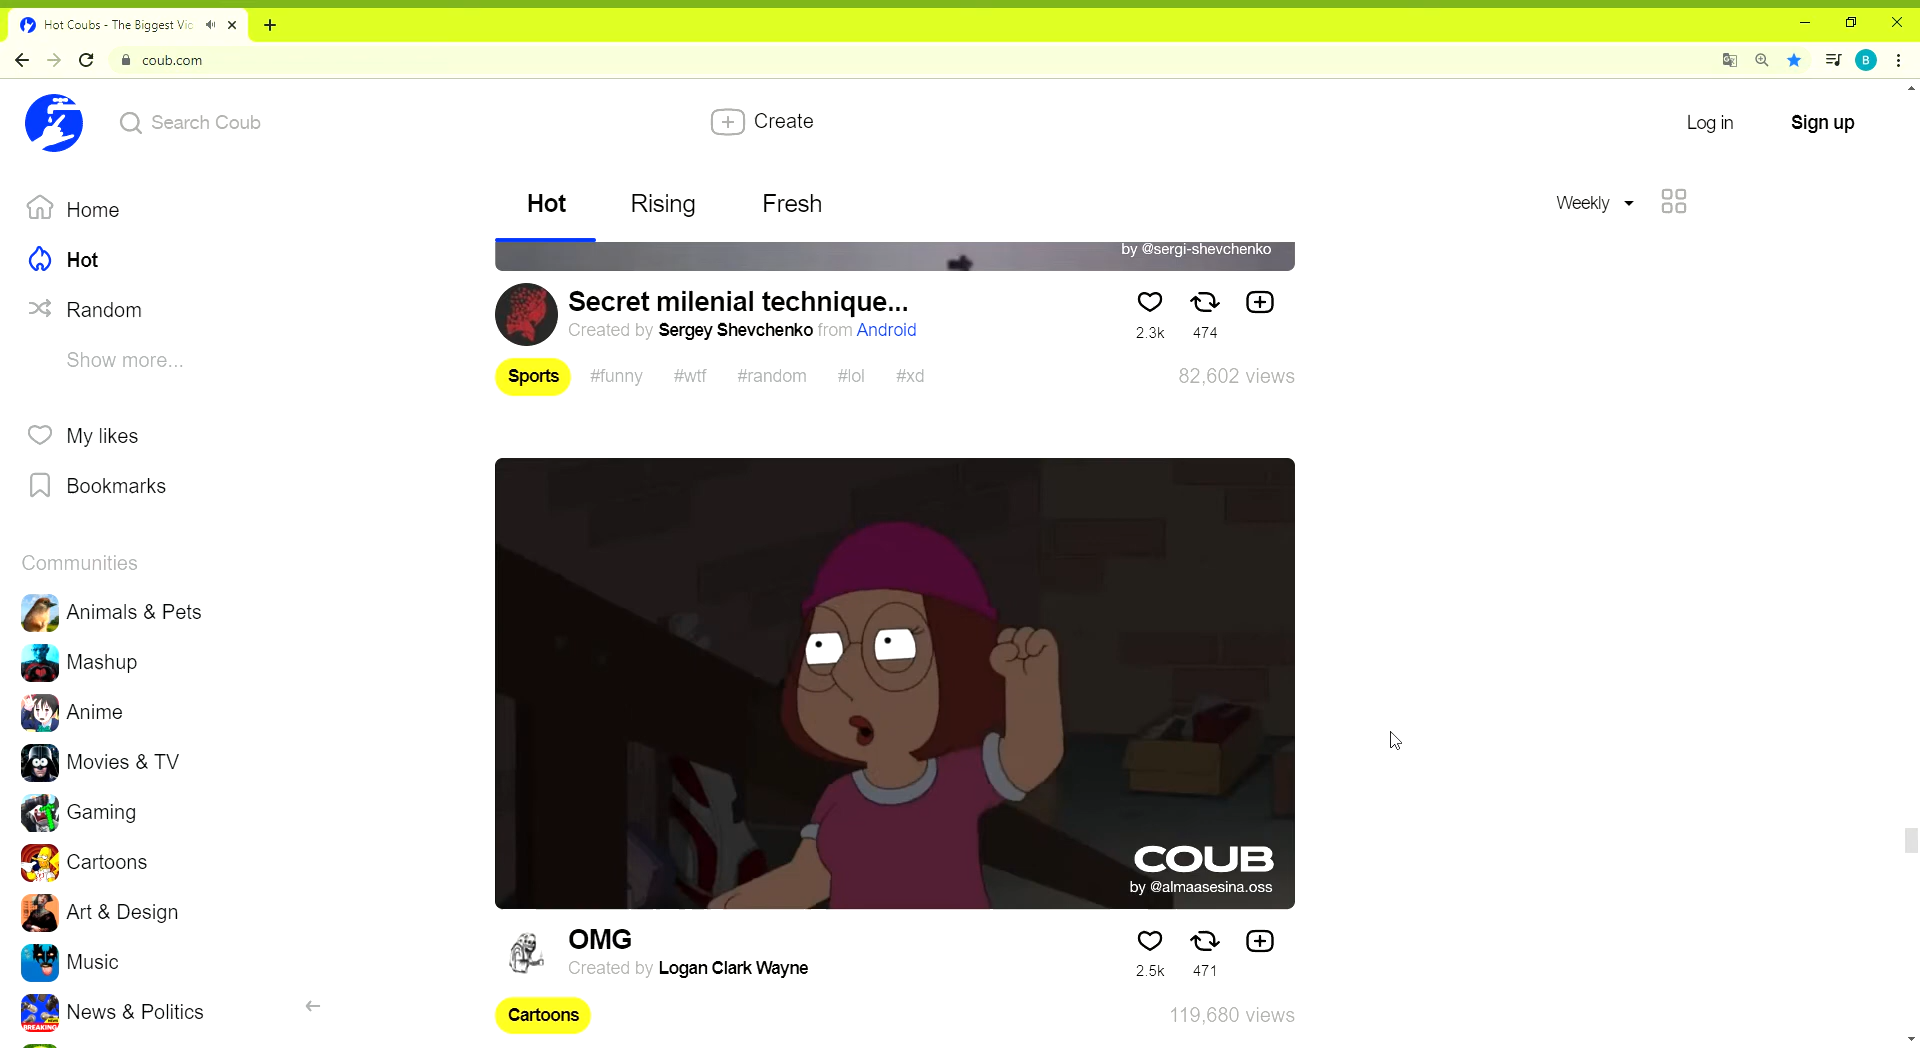 Hot Coubs - The Biggest Vic
coub.com
Search Coub
Create
Log in
Sign up
Home
Hot
Random
Show more...
My likes
Bookmarks
Communities
Animals & Pets
Mashup
Anime
Movies & TV
Gaming
Cartoons
Art & Design
Music
News & Politics
BREAKING
Hot
Rising
Fresh
Weekly
by @sergi-shevchenko
Secret milenial technique...
Created by Sergey Shevchenko from Android
2.3k
474
Sports
#funny
#wtf
#random
#lol
#xd
82,602 views
COUB
by @almaasesina.oss
OMG
Created by Logan Clark Wayne
2.5k
471
Cartoons
119,680 views
B